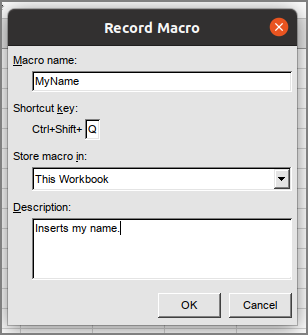 Record Macro
Macro name:
MyName
Shortcut key:
Ctrl+Shift+ Q
Store macro in:
This Workbook
Description:
Inserts my name.
OK Cancel